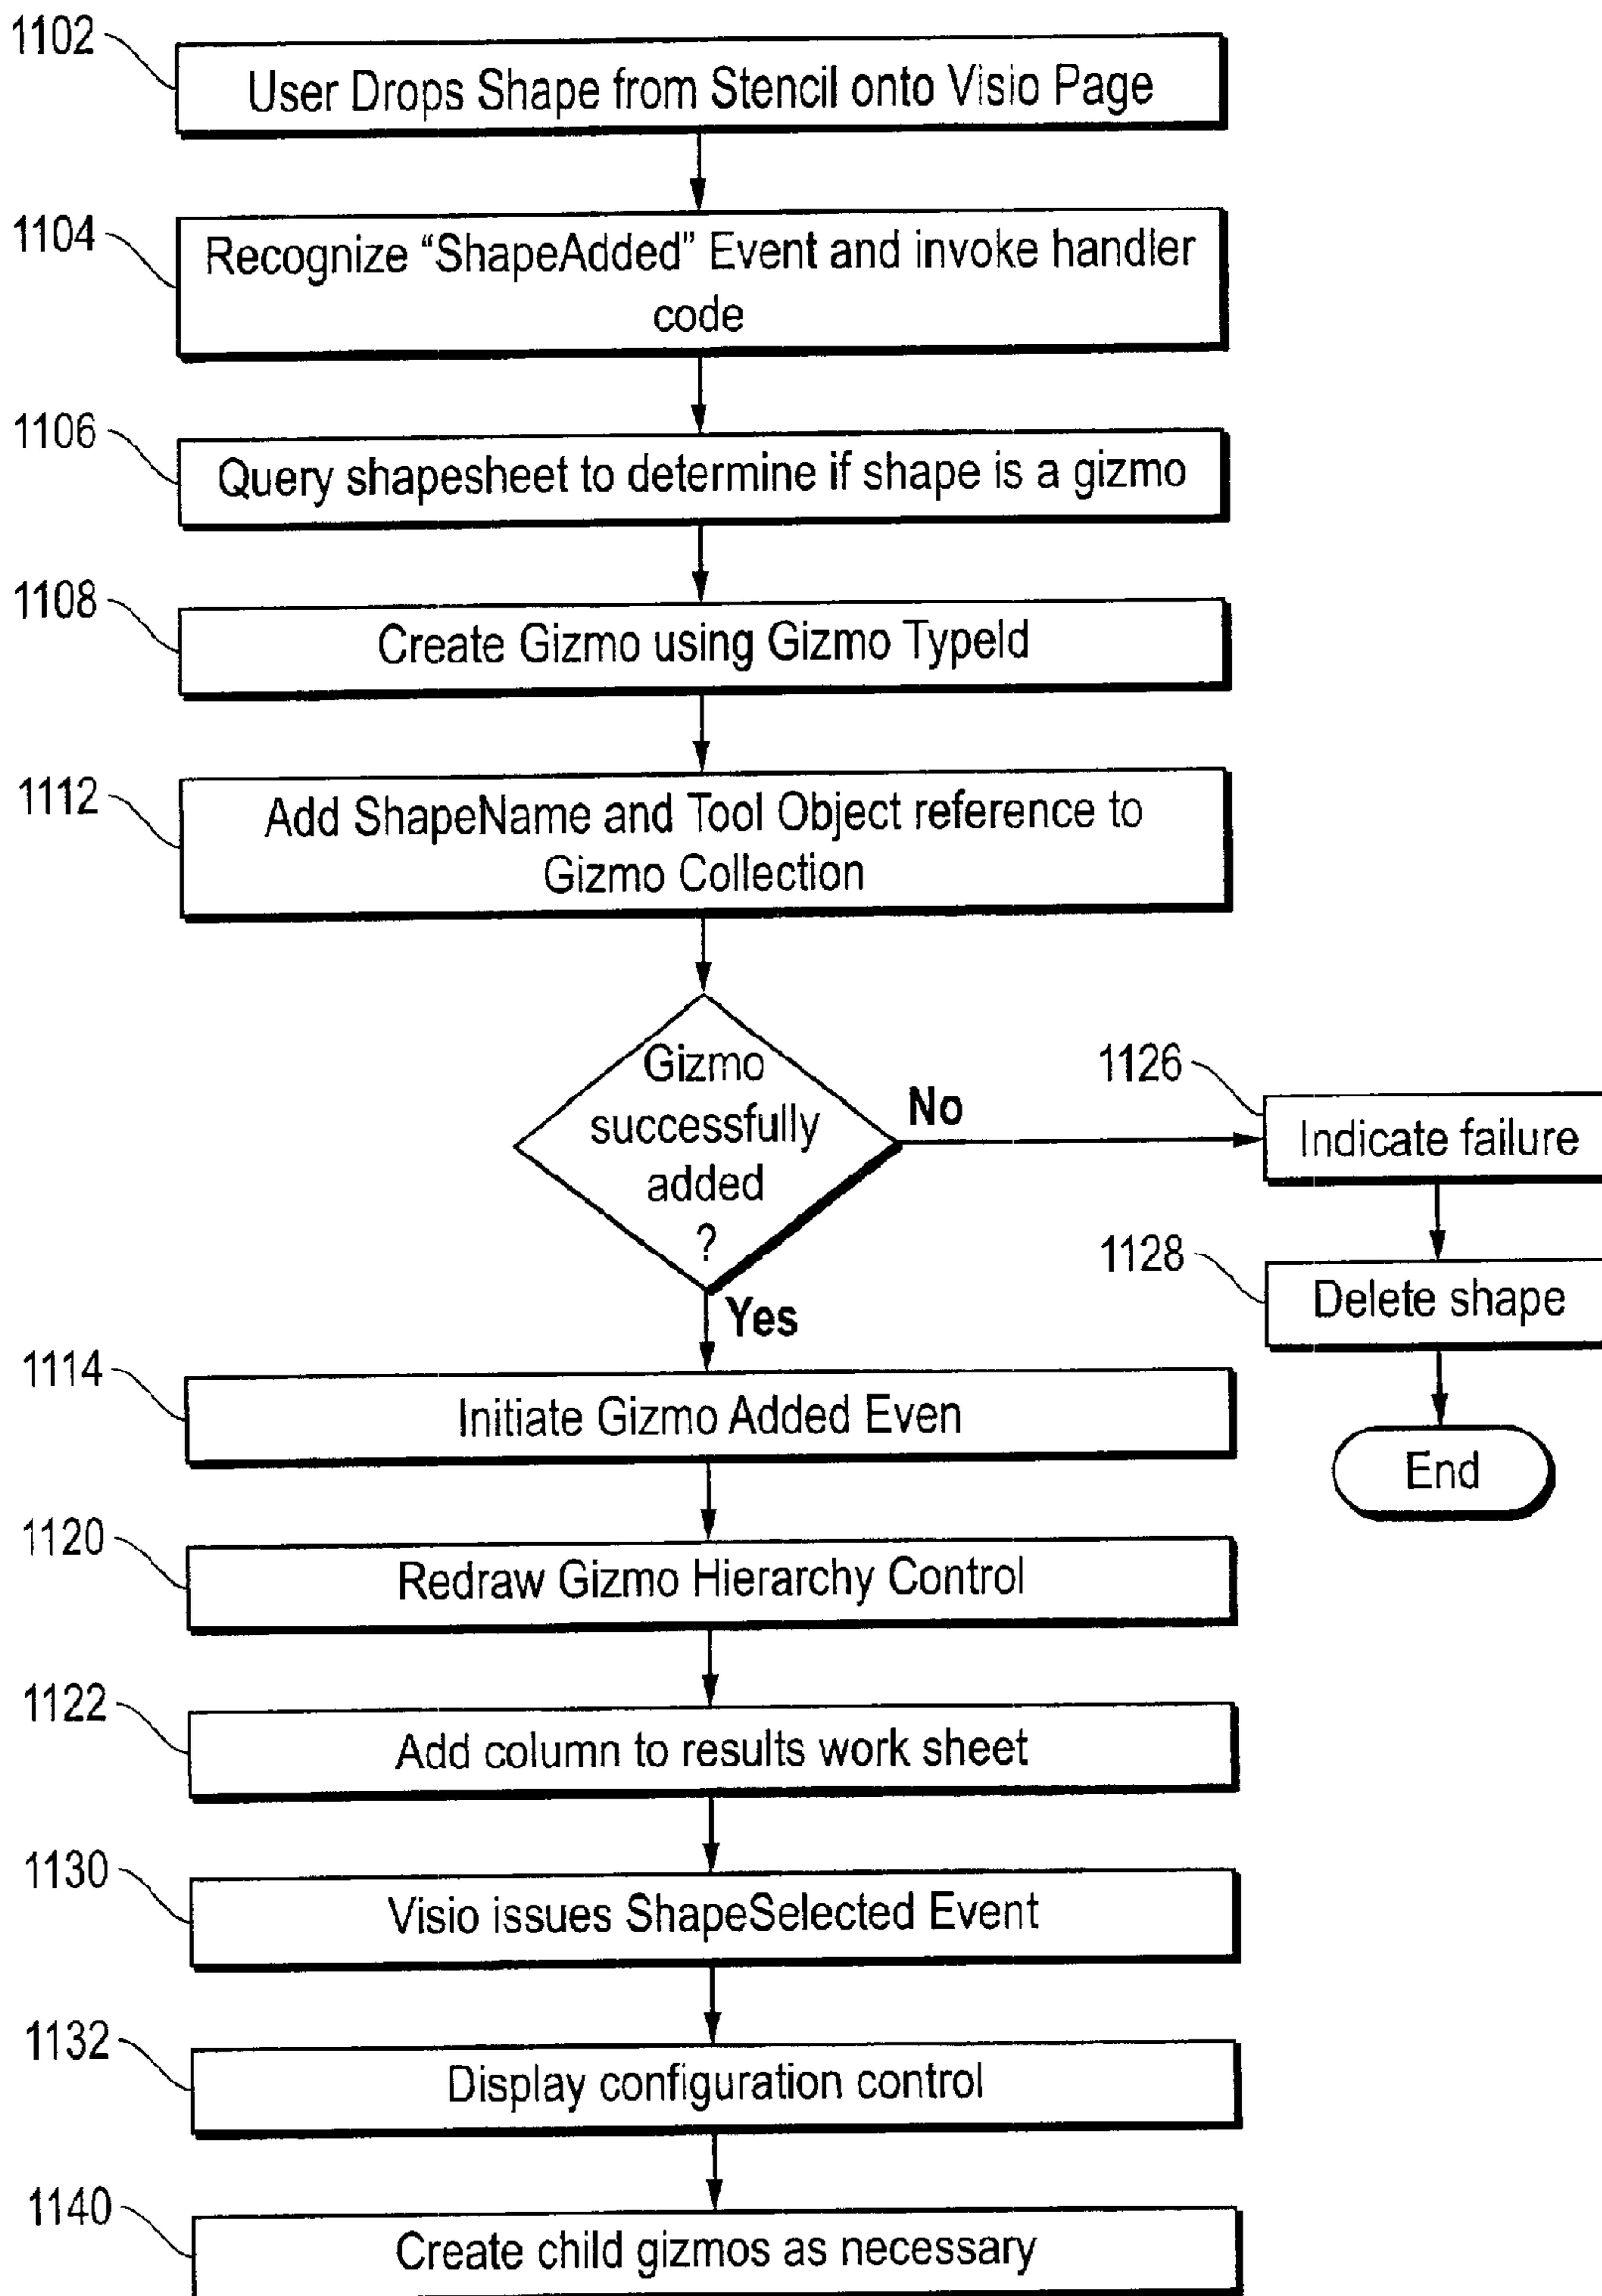 1102
User Drops Shape from Stencil onto Visio Page
1104
Recognize “ShapeAdded” Event and invoke handler
code
1106
Query shapesheet to determine if shape is a gizmo
1108
Create Gizmo using Gizmo TypeId
1112
Add ShapeName and Tool Object reference to
Gizmo Collection
Gizmo
successfully
added
?
No
Yes
1126
Indicate failure
1128
Delete shape
End
1114
Initiate Gizmo Added Even
1120
Redraw Gizmo Hierarchy Control
1122
Add column to results work sheet
1130
Visio issues ShapeSelected Event
1132
Display configuration control
1140
Create child gizmos as necessary